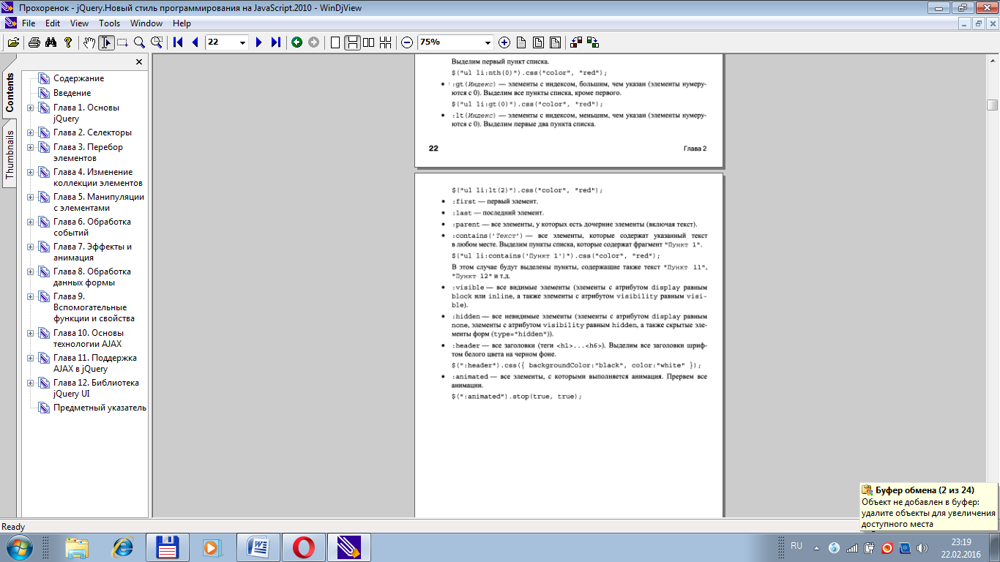 Прохоренок - jQuery.Новый стиль программирования на JavaScript.2010 - WinDjView
File Edit View Tools Window Help
22
75%
Contents
Thumbnails
Содержание
Введение
Глава 1. Основы
jQuery
Глава 2. Селекторы
Глава 3. Перебор
элементов
Глава 4. Изменение
коллекции элементов
Глава 5. Манипуляции
с элементами
Глава 6. Обработка
событий
Глава 7. Эффекты и
анимация
Глава 8. Обработка
данных формы
Глава 9.
Вспомогательные
функции и свойства
Глава 10. Основы
технологии AJAX
Глава 11. Поддержка
AJAX в jQuery
Глава 12. Библиотека
jQuery UI
Предметный указатель
Выделим первый пункт списка.
$("ul li:nth(0)").css("color", "red");
• :gt(Индекс) — элементы с индексом, большим, чем указан (элементы нумеру-
ются с 0). Выделим все пункты списка, кроме первого.
$("ul li:gt(0)").css("color", "red");
• :lt(Индекс) — элементы с индексом, меньшим, чем указан (элементы нумеру-
ются с 0). Выделим первые два пункта списка.
22 Глава 2
$("ul li:lt(2)").css("color", "red");
• :first — первый элемент.
• :last — последний элемент.
• :parent — все элементы, у которых есть дочерние элементы (включая текст).
• :contains('Текст') — все элементы, которые содержат указанный текст
в любом месте. Выделим пункты списка, которые содержат фрагмент "Пункт 1".
$("ul li:contains('Пункт 1')").css("color", "red");
В этом случае будут выделены пункты, содержащие также текст "Пункт 11",
"Пункт 12" и т.д.
• :visible — все видимые элементы (элементы с атрибутом display равным
block или inline, а также элементы с атрибутом visibility равным visi-
ble).
• :hidden — все невидимые элементы (элементы с атрибутом display равным
none, элементы с атрибутом visibility равным hidden, а также скрытые эле-
менты форм (type="hidden")).
• :header — все заголовки (теги <h1>...<h6>). Выделим все заголовки шриф-
том белого цвета на черном фоне.
$(":header").css({ backgroundColor:"black", color:"white" });
• :animated — все элементы, с которыми выполняется анимация. Прервем все
анимации.
$(":animated").stop(true, true);
Буфер обмена (2 из 24)
Объект не добавлен в буфер:
удалите объекты для увеличения
доступного места
Ready
RU
23:19
22.02.2016